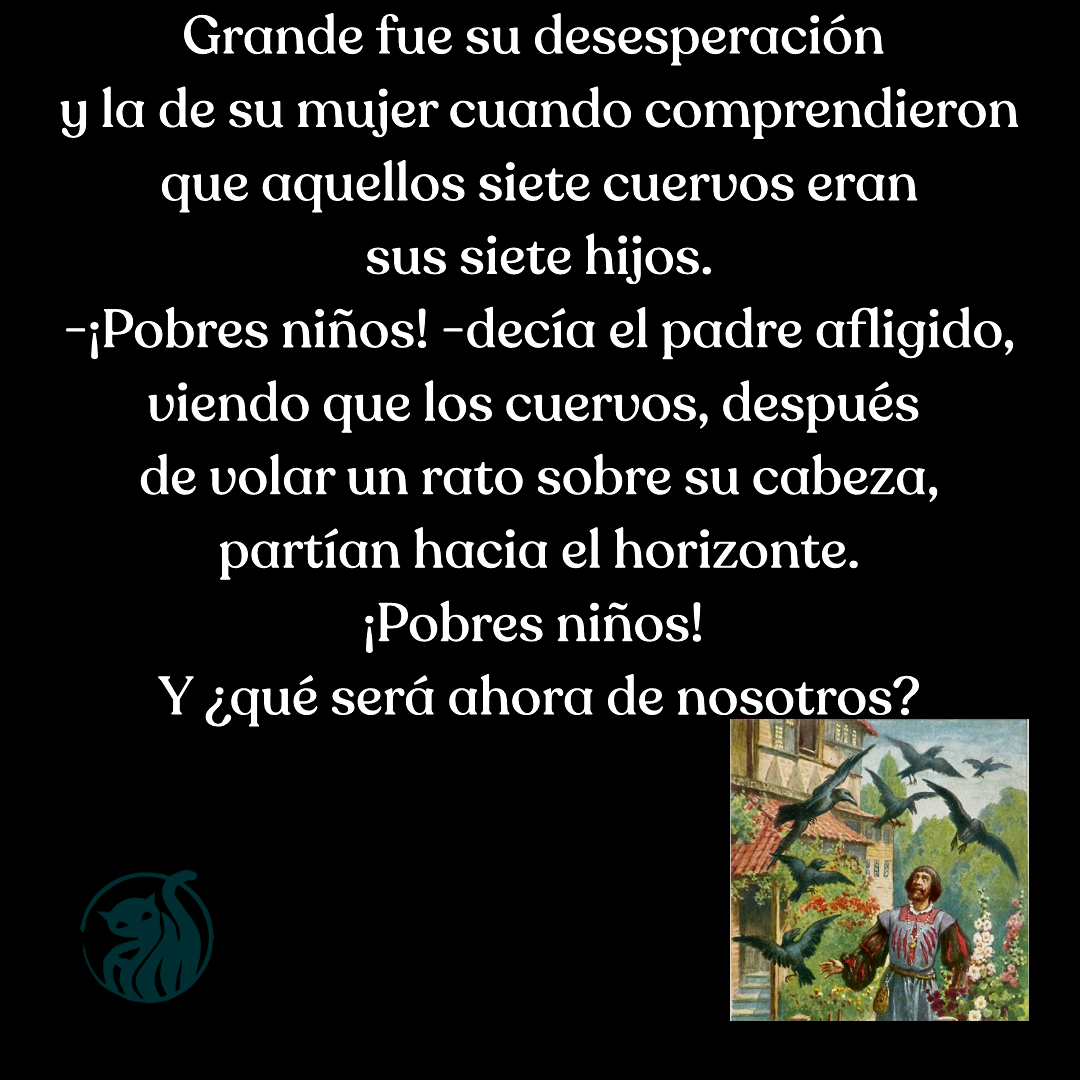 Grande fue su desesperación
y la de su mujer cuando comprendieron
que aquellos siete cuervos eran
sus siete hijos.
-¡Pobres niños! -decía el padre afligido,
viendo que los cuervos, después
de volar un rato sobre su cabeza,
partían hacia el horizonte.
¡Pobres niños!
Y ¿qué será ahora de nosotros?